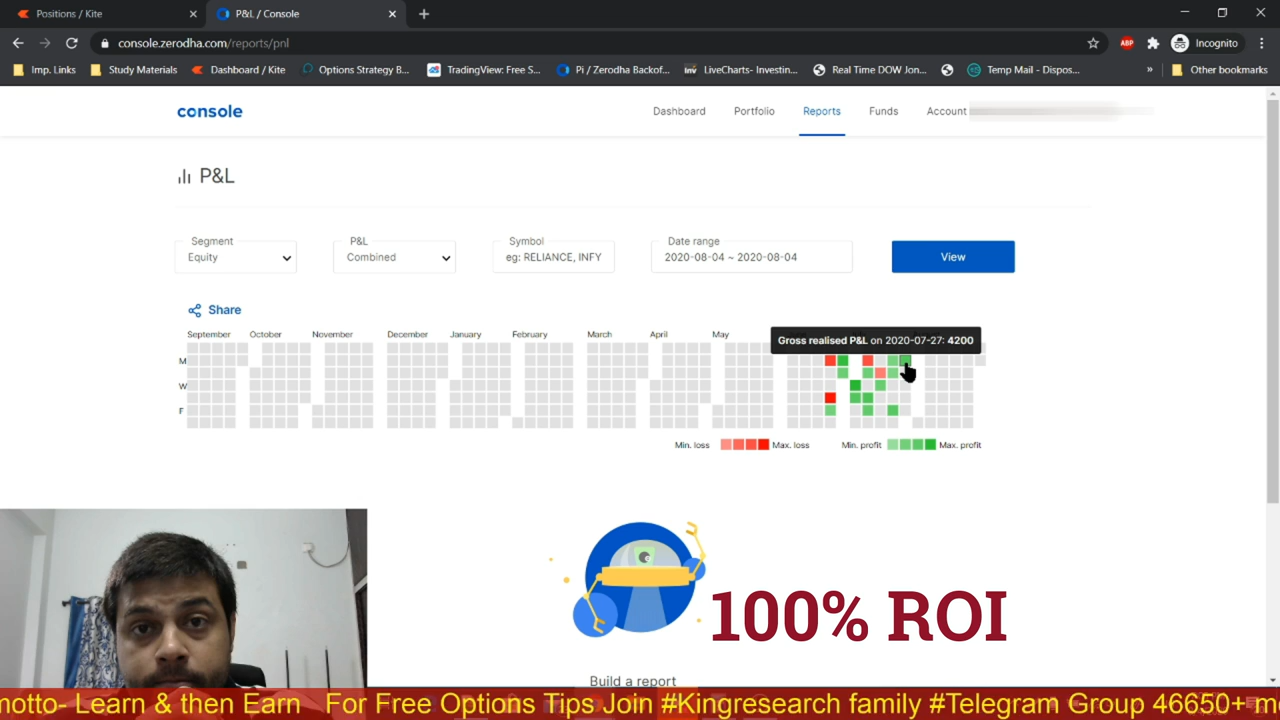 Positions / Kite
P&L / Console
console.zerodha.com/reports/pnl
ABP
Incognito
Imp. Links
Study Materials
Dashboard / Kite
Options Strategy B...
TradingView: Free S...
Pi / Zerodha Backof...
inv
LiveCharts- Investin...
Real Time DOW Jon...
Temp Mail - Dispos...
»
Other bookmarks
console
Dashboard
Portfolio
Reports
Funds
Account
P&L
Segment
Equity
P&L
Combined
Symbol
eg: RELIANCE, INFY
Date range
2020-08-04 ~ 2020-08-04
View
Share
September October November December January February March April May
Gross realised P&L on 2020-07-27: 4200
M
W
F
Min. loss Max. loss Min. profit Max. profit
100% ROI
Build a report
motto- Learn & then Earn For Free Options Tips Join #Kingresearch family #Telegram Group 46650+